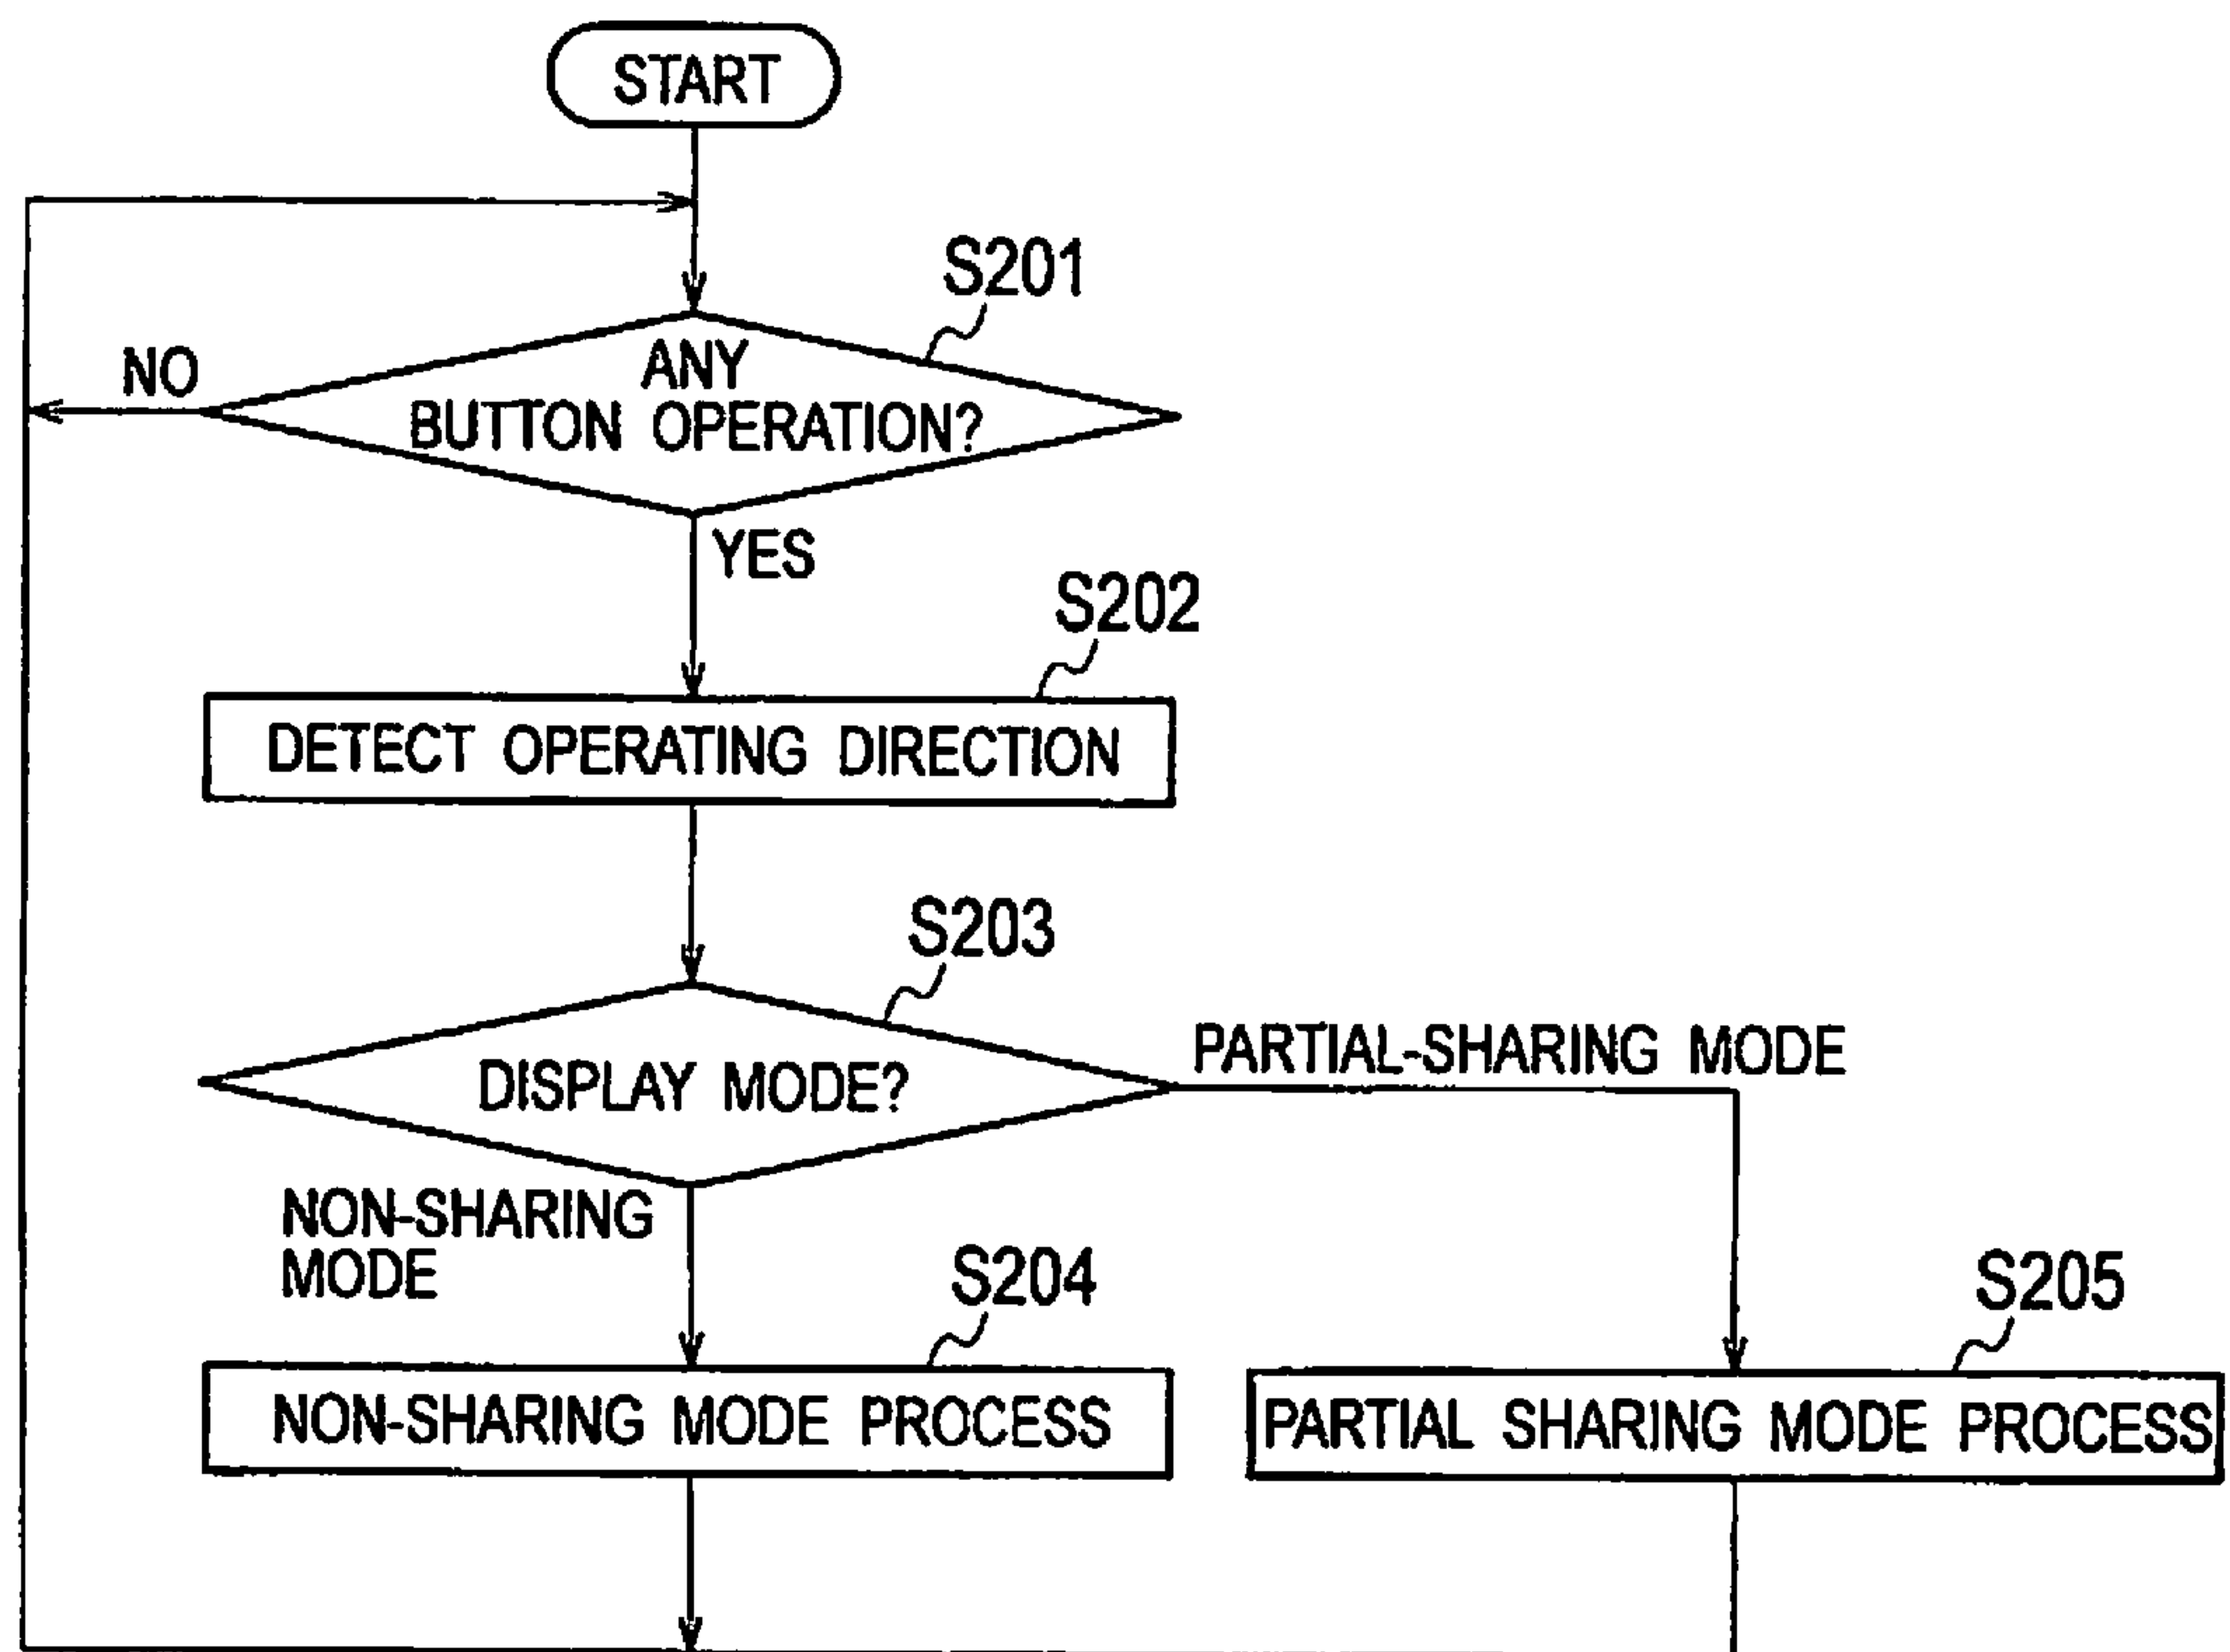 START
S201
NO
ANY
BUTTON OPERATION?
YES
S202
DETECT OPERATING DIRECTION
S203
DISPLAY MODE?
PARTIAL-SHARING MODE
NON-SHARING
MODE
S204
S205
NON-SHARING MODE PROCESS
PARTIAL SHARING MODE PROCESS